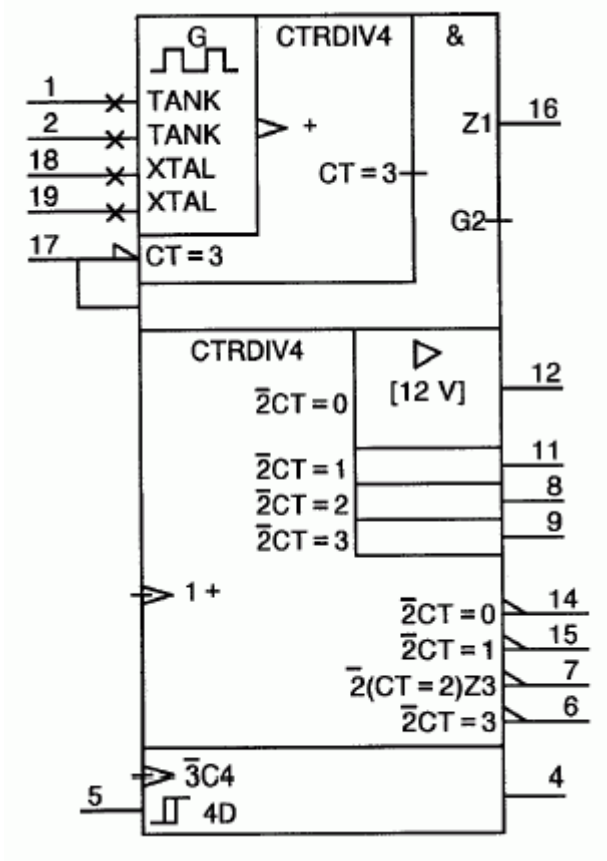 G CTRDIV4 &
1 TANK
2 TANK + Z1 16
18 XTAL CT = 3
19 XTAL G2
17 CT = 3
CTRDIV4
2̅CT = 0 [12 V] 12
2̅CT = 1 11
2̅CT = 2 8
2̅CT = 3 9
1 +
2̅CT = 0 14
2̅CT = 1 15
2̅(CT = 2)Z3 7
2̅CT = 3 6
3̅C4 4
5 4D